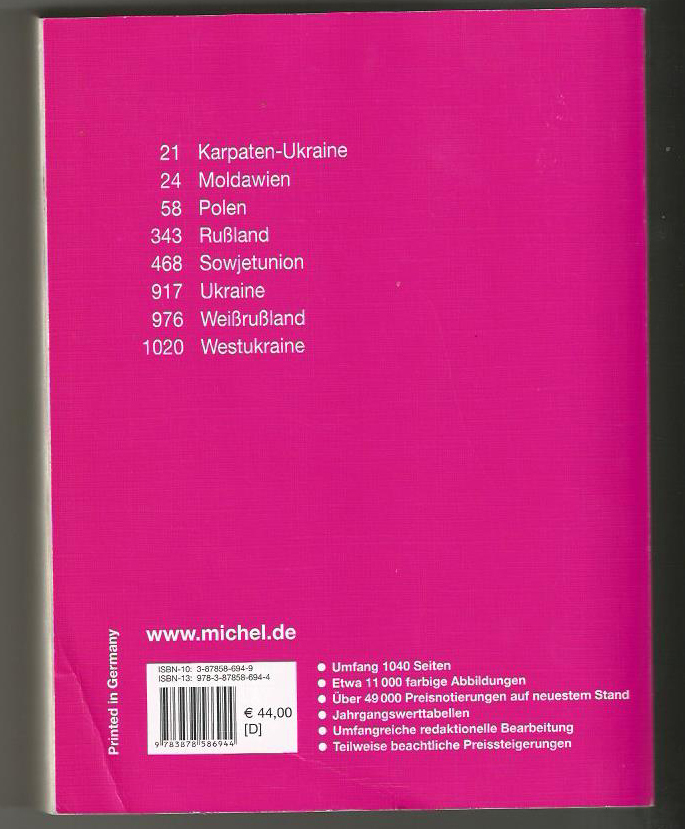 21 Karpaten-Ukraine
24 Moldawien
58 Polen
343 Rußland
468 Sowjetunion
917 Ukraine
976 Weißrußland
1020 Westukraine
Printed in Germany
www.michel.de
ISBN-10: 3-87858-694-9
ISBN-13: 978-3-87858-694-4
€ 44,00
[D]
9 783878 586944
● Umfang 1040 Seiten
● Etwa 11 000 farbige Abbildungen
● Über 49 000 Preisnotierungen auf neuestem Stand
● Jahrgangswerttabellen
● Umfangreiche redaktionelle Bearbeitung
● Teilweise beachtliche Preissteigerungen